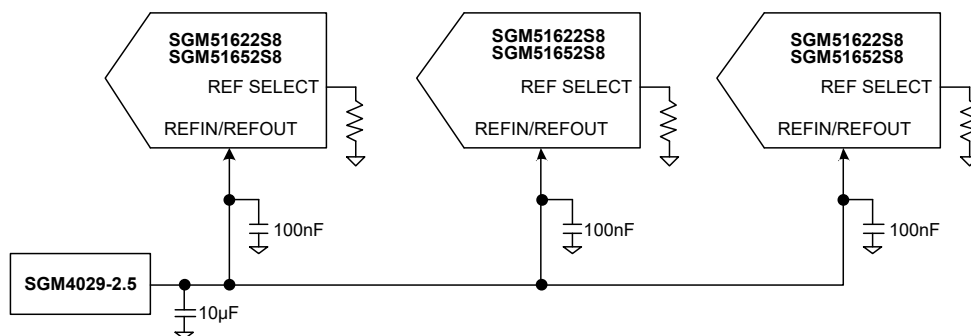 SGM51622S8
SGM51652S8
REF SELECT
REFIN/REFOUT
100nF
SGM51622S8
SGM51652S8
REF SELECT
REFIN/REFOUT
100nF
SGM51622S8
SGM51652S8
REF SELECT
REFIN/REFOUT
100nF
SGM4029-2.5
10μF